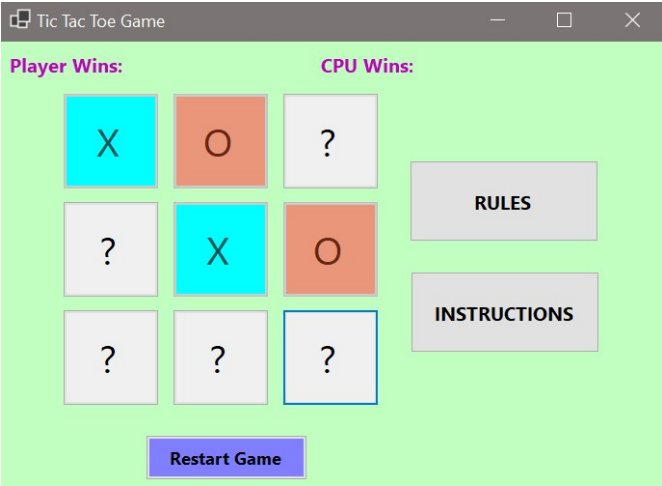 Tic Tac Toe Game
Player Wins: CPU Wins:
X O ?
RULES
? X O
INSTRUCTIONS
? ? ?
Restart Game